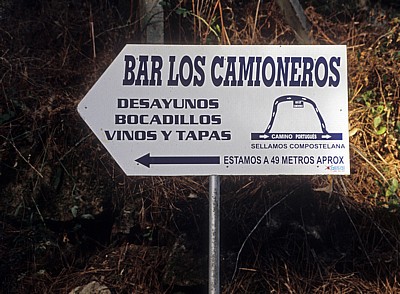 BAR LOS CAMIONEROS
DESAYUNOS
BOCADILLOS
VINOS Y TAPAS
CAMINO PORTUGUÉS
SELLAMOS COMPOSTELANA
ESTAMOS A 49 METROS APROX